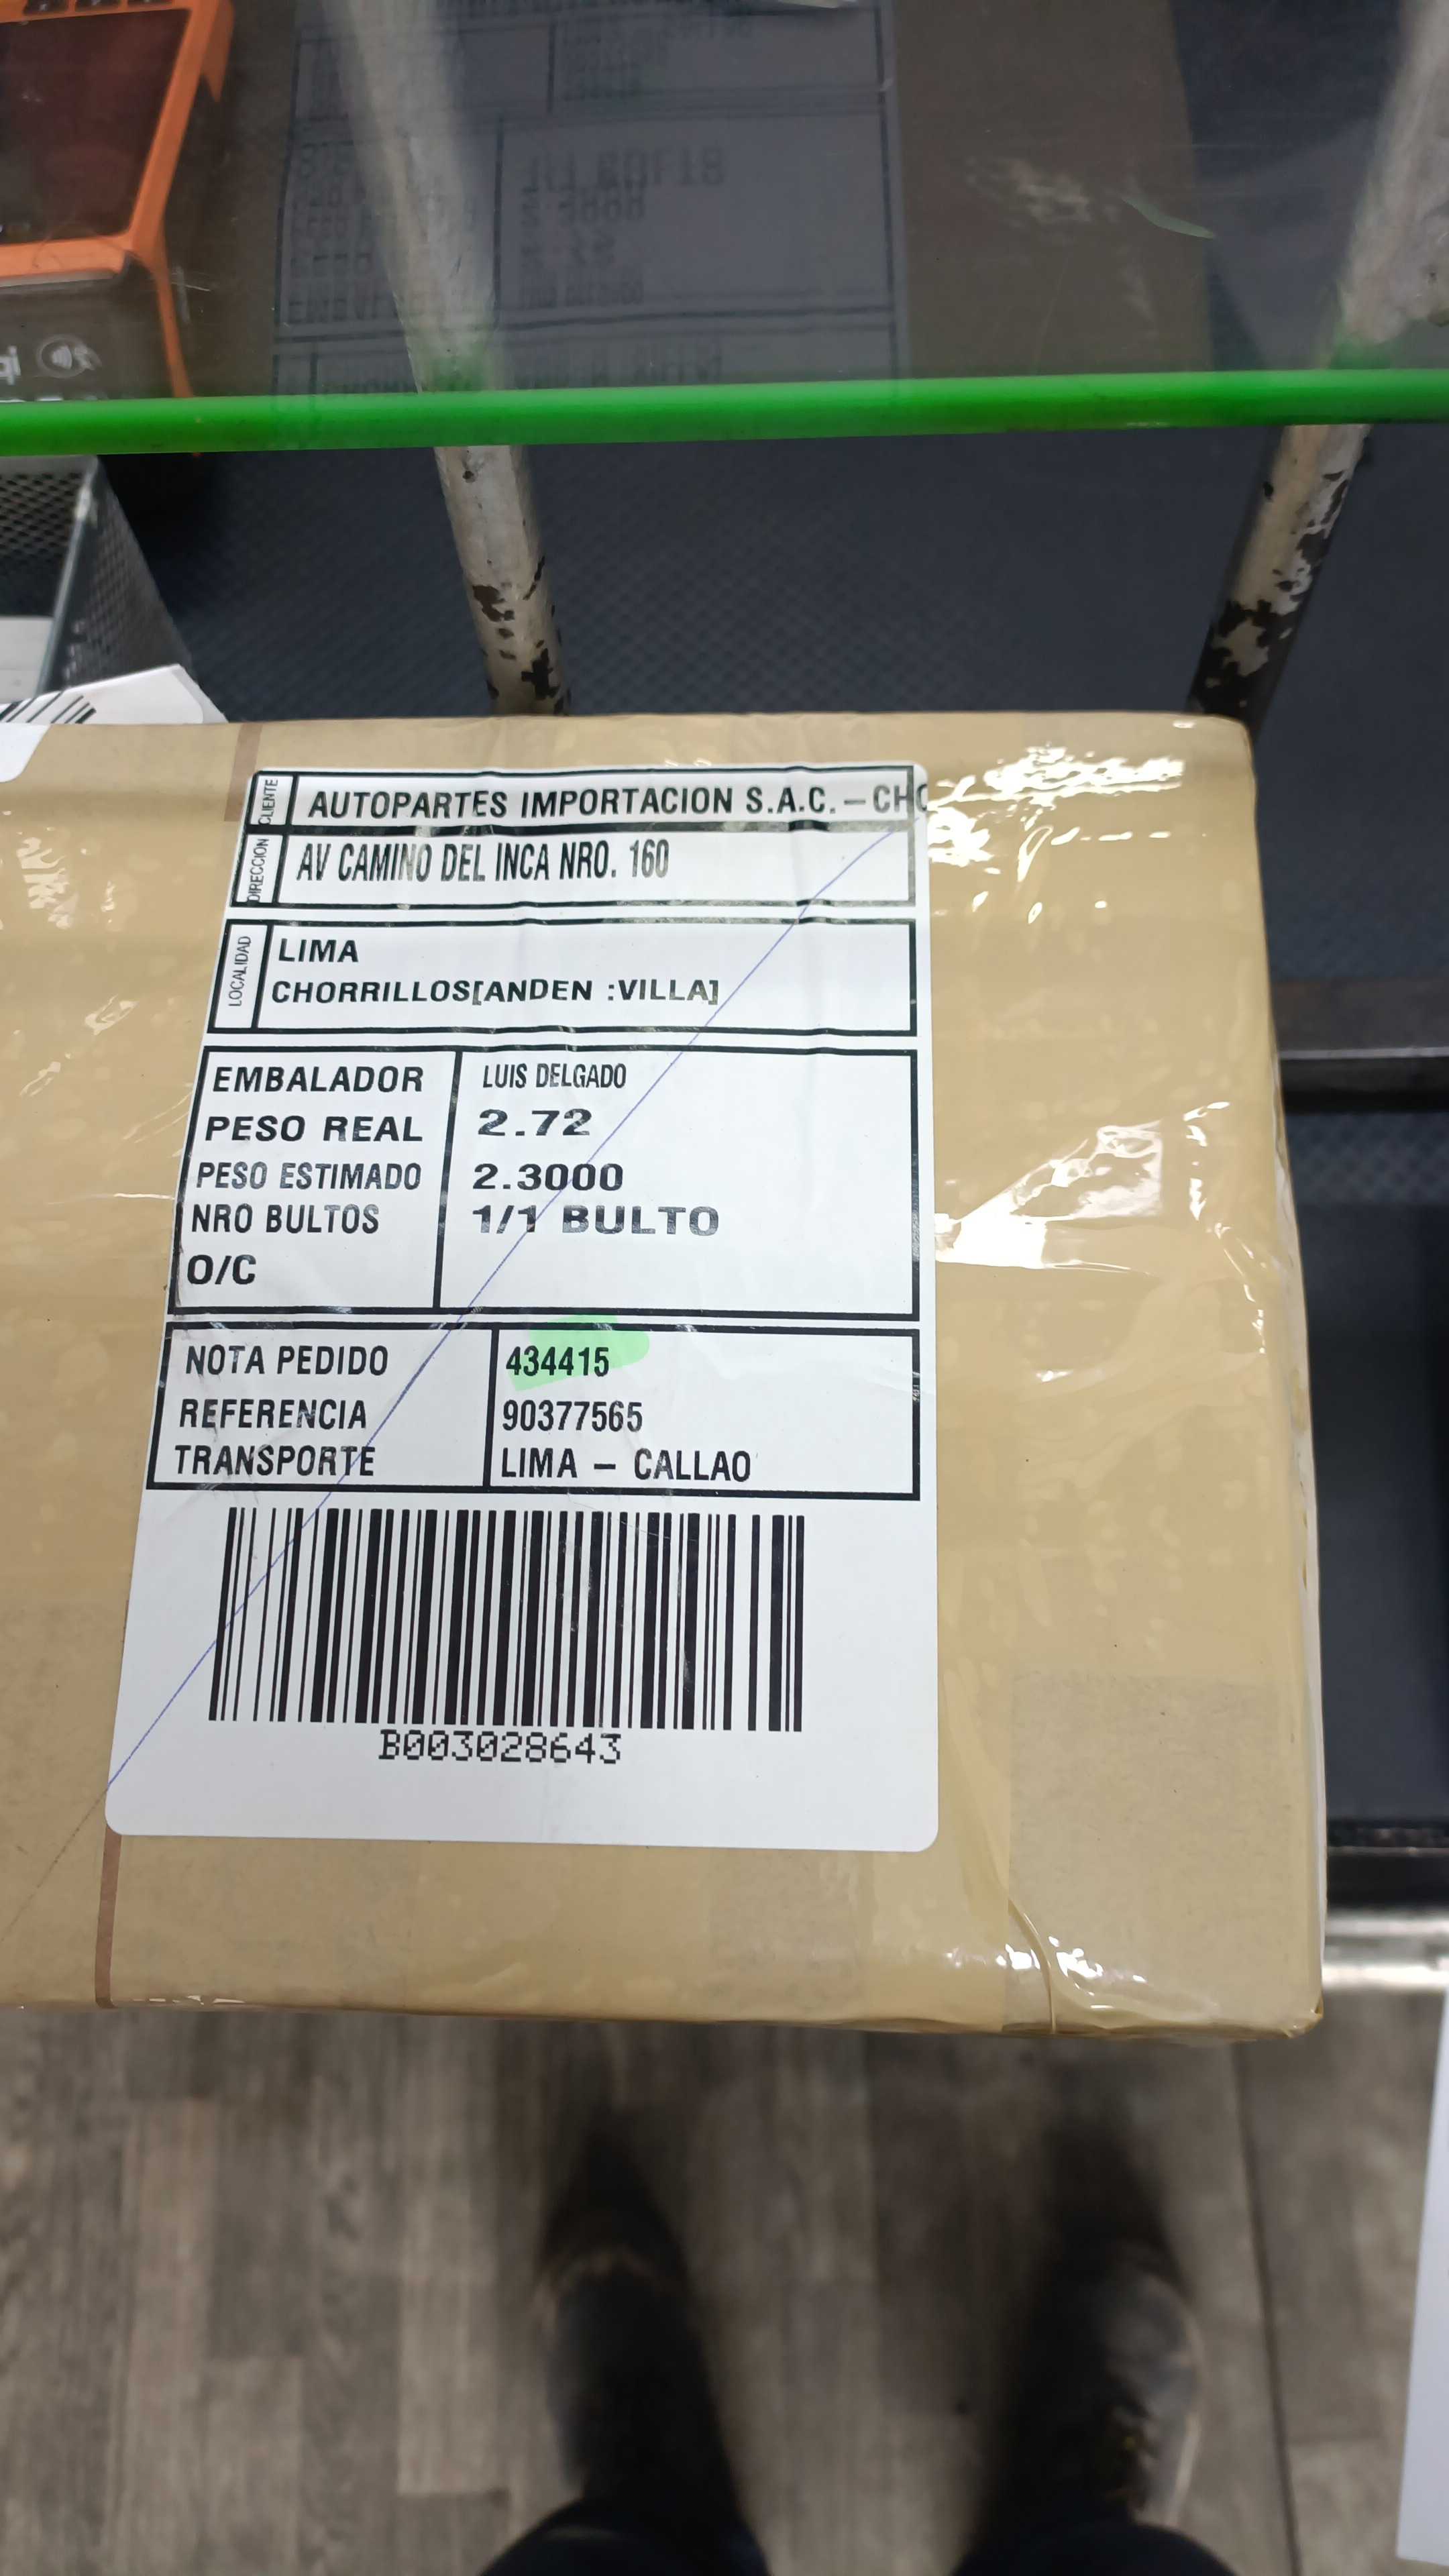 CLIENTE AUTOPARTES IMPORTACION S.A.C. – CHO
DIRECCION AV CAMINO DEL INCA NRO. 160
LOCALIDAD LIMA
CHORRILLOS[ANDEN :VILLA]
EMBALADOR LUIS DELGADO
PESO REAL 2.72
PESO ESTIMADO 2.3000
NRO BULTOS 1/1 BULTO
O/C
NOTA PEDIDO 434415
REFERENCIA 90377565
TRANSPORTE LIMA – CALLAO
B003028643